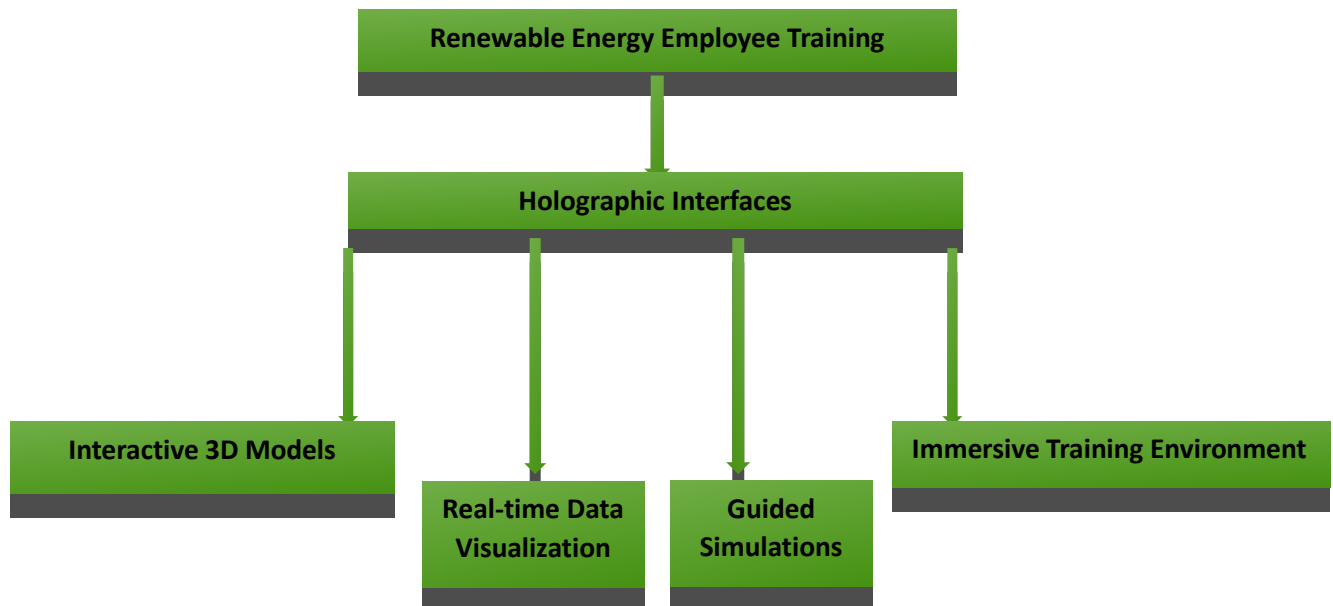 Renewable Energy Employee Training
Holographic Interfaces
Interactive 3D Models
Immersive Training Environment
Real-time Data
Visualization
Guided
Simulations